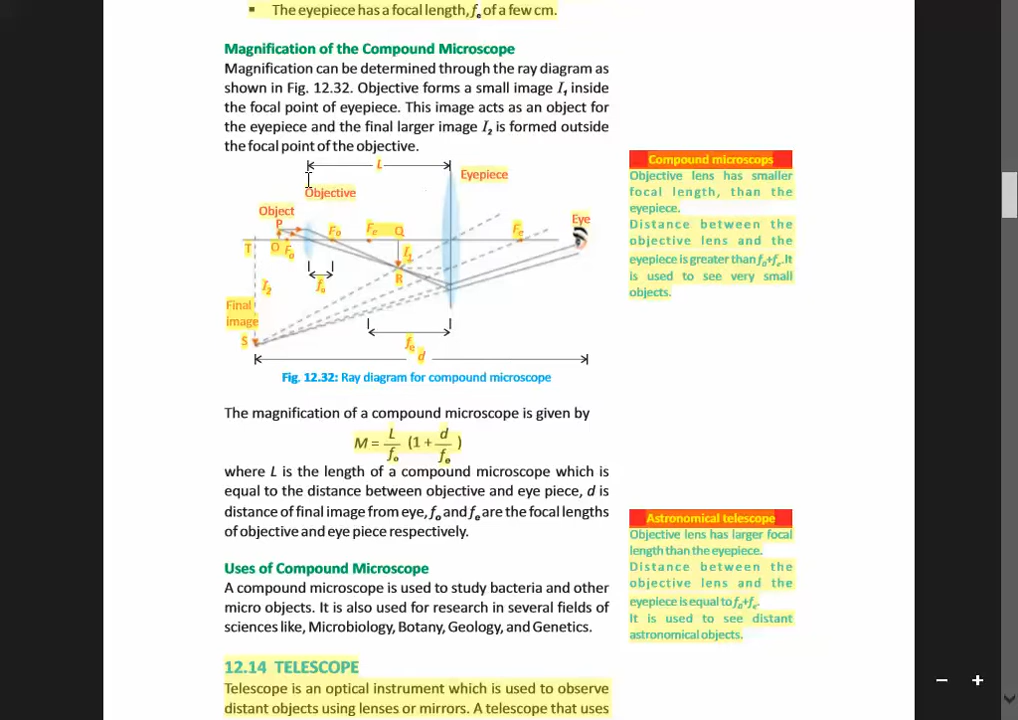 ▪ The eyepiece has a focal length, fe of a few cm.
Magnification of the Compound Microscope
Magnification can be determined through the ray diagram as
shown in Fig. 12.32. Objective forms a small image I1 inside
the focal point of eyepiece. This image acts as an object for
the eyepiece and the final larger image I2 is formed outside
the focal point of the objective.
L
Eyepiece
Objective
Object
P
Fo
Fe
Q
Fe
Eye
T
O
Fo
I1
R
fo
I2
Final
image
S
fe
d
Fig. 12.32: Ray diagram for compound microscope
The magnification of a compound microscope is given by
M = L/fo (1 + d/fo)
where L is the length of a compound microscope which is
equal to the distance between objective and eye piece, d is
distance of final image from eye, fo and fe are the focal lengths
of objective and eye piece respectively.
Uses of Compound Microscope
A compound microscope is used to study bacteria and other
micro objects. It is also used for research in several fields of
sciences like, Microbiology, Botany, Geology, and Genetics.
12.14 TELESCOPE
Telescope is an optical instrument which is used to observe
distant objects using lenses or mirrors. A telescope that uses
Compound microscops
Objective lens has smaller
focal length, than the
eyepiece.
Distance between the
objective lens and the
eyepiece is greater than fo+fe. It
is used to see very small
objects.
Astronomical telescope
Objective lens has larger focal
length than the eyepiece.
Distance between the
objective lens and the
eyepiece is equal to fo+fe.
It is used to see distant
astronomical objects.